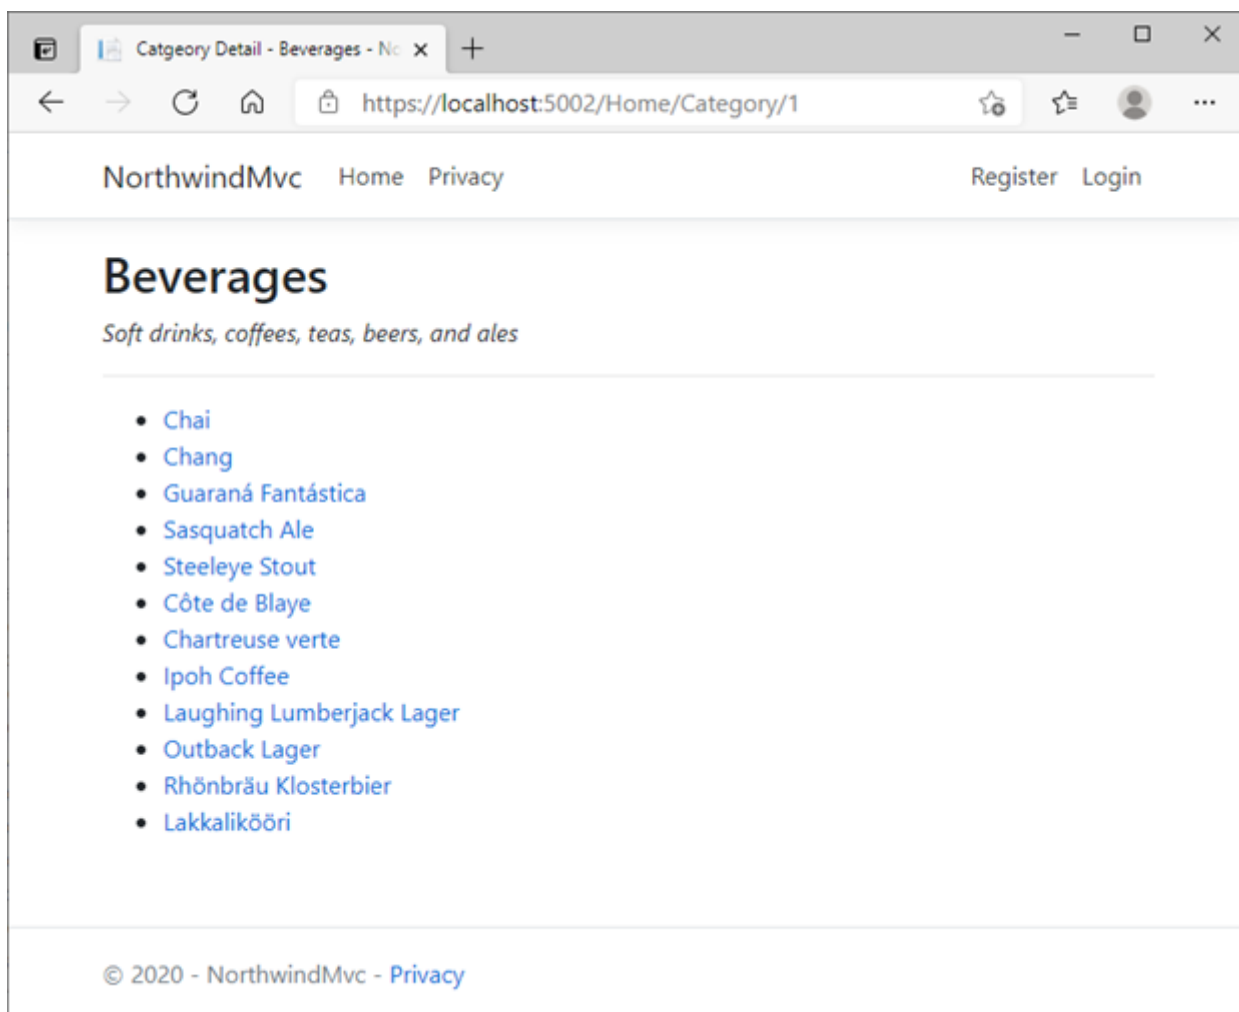 Catgeory Detail - Beverages - No
https://localhost:5002/Home/Category/1
NorthwindMvc Home Privacy Register Login
Beverages
Soft drinks, coffees, teas, beers, and ales
Chai
Chang
Guaraná Fantástica
Sasquatch Ale
Steeleye Stout
Côte de Blaye
Chartreuse verte
Ipoh Coffee
Laughing Lumberjack Lager
Outback Lager
Rhönbräu Klosterbier
Lakkalikööri
© 2020 - NorthwindMvc - Privacy